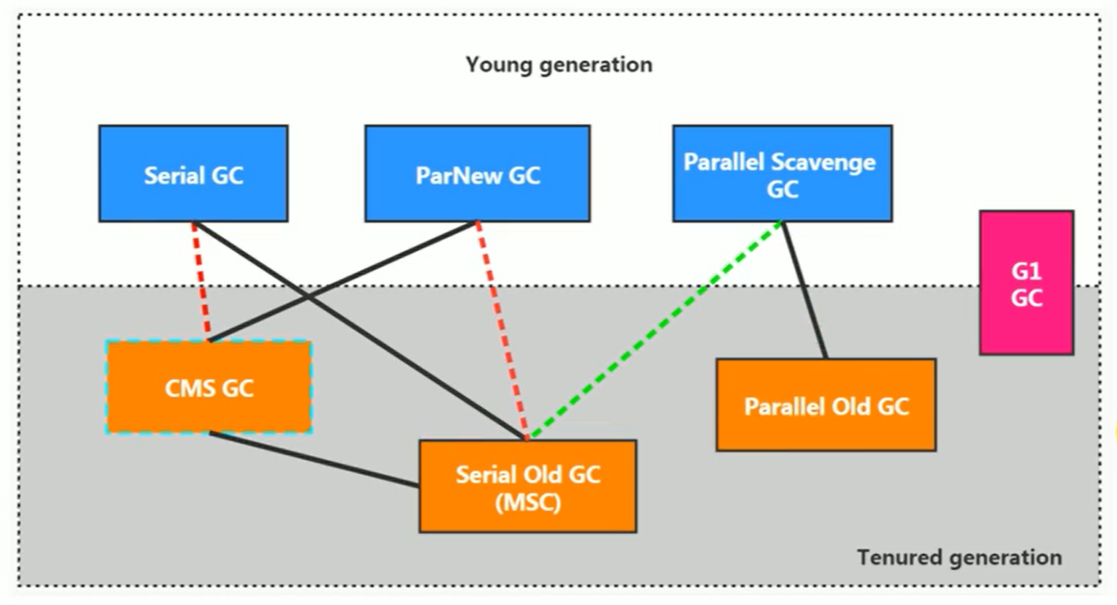 Young generation
Serial GC
ParNew GC
Parallel Scavenge
GC
G1
GC
CMS GC
Parallel Old GC
Serial Old GC
(MSC)
Tenured generation